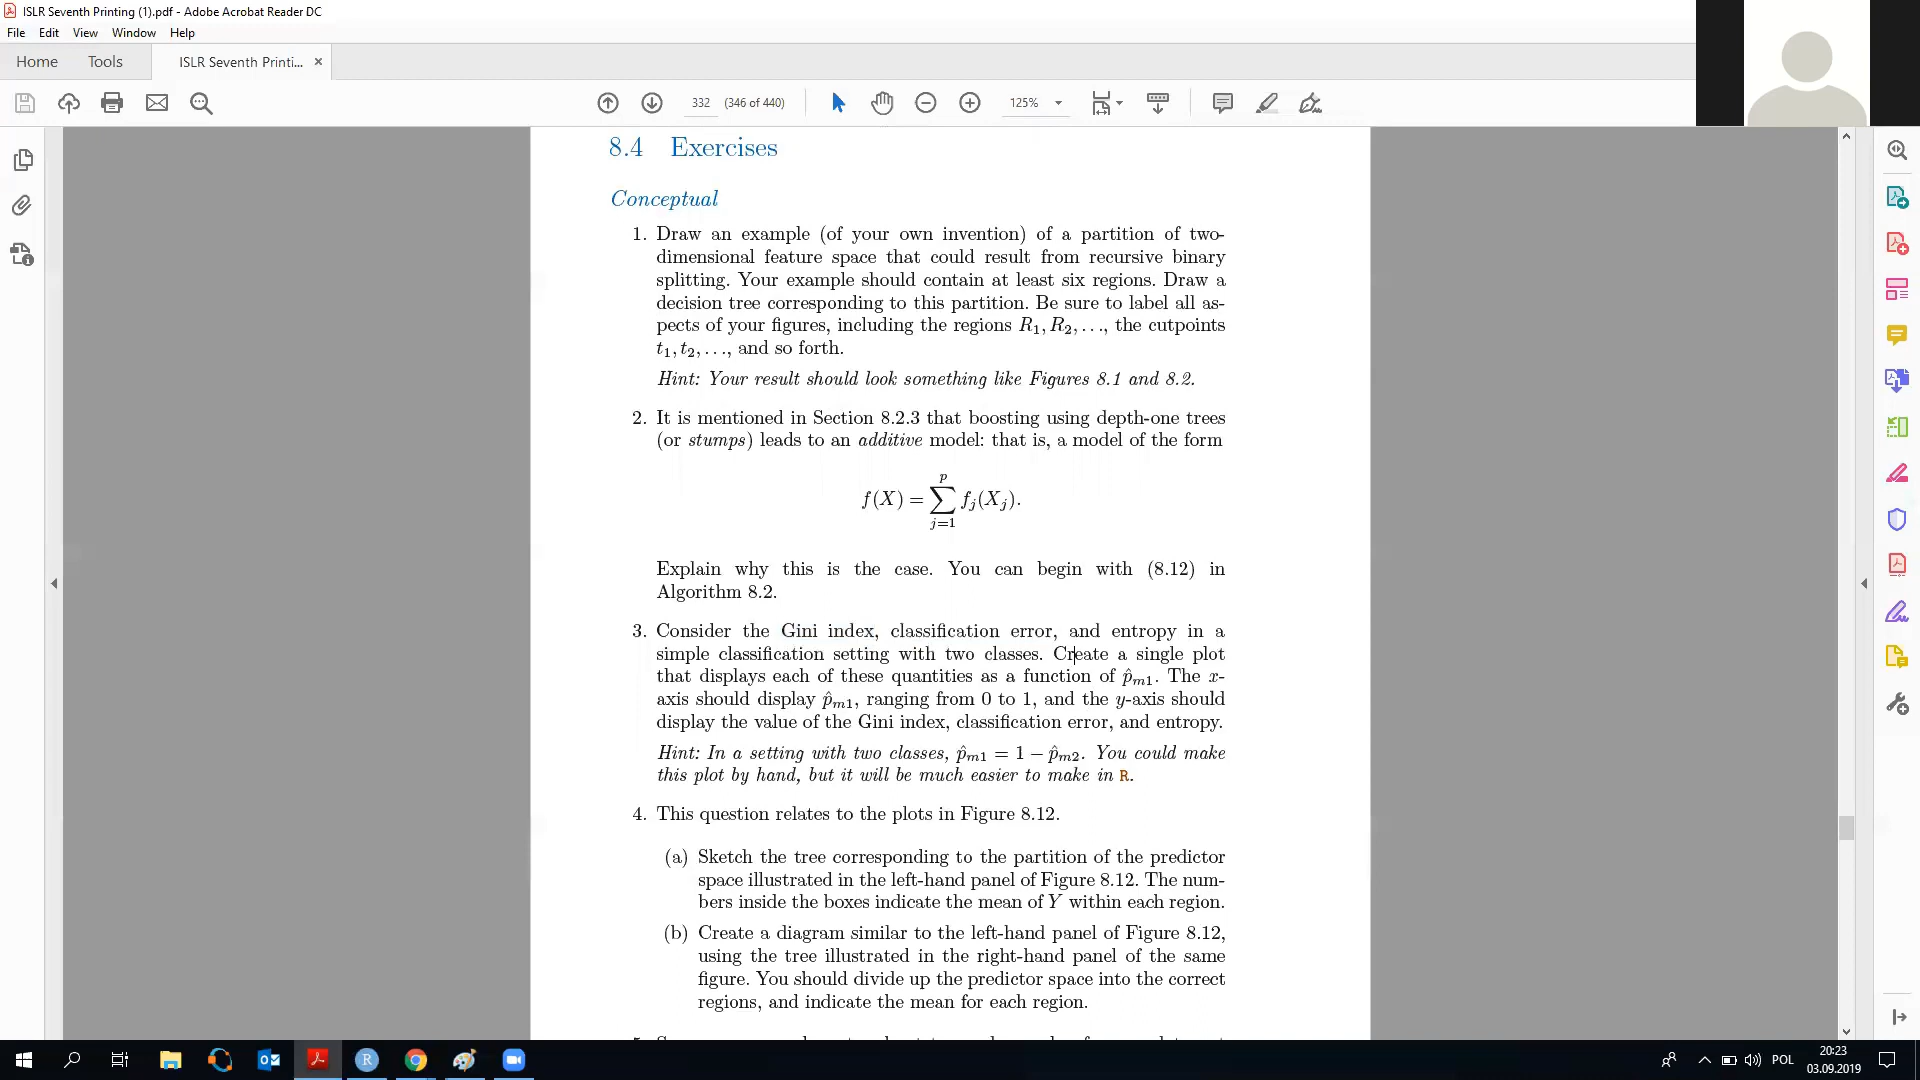 ISLR Seventh Printing (1).pdf - Adobe Acrobat Reader DC
File Edit View Window Help
Home Tools ISLR Seventh Printi... ×
332 (346 of 440) 125%
8.4 Exercises
Conceptual
1. Draw an example (of your own invention) of a partition of two-
dimensional feature space that could result from recursive binary
splitting. Your example should contain at least six regions. Draw a
decision tree corresponding to this partition. Be sure to label all as-
pects of your figures, including the regions R₁, R₂, . . ., the cutpoints
t₁, t₂, . . ., and so forth.
Hint: Your result should look something like Figures 8.1 and 8.2.
2. It is mentioned in Section 8.2.3 that boosting using depth-one trees
(or stumps) leads to an additive model: that is, a model of the form
f(X) = ∑_{j=1}^{p} f_j(X_j).
Explain why this is the case. You can begin with (8.12) in
Algorithm 8.2.
3. Consider the Gini index, classification error, and entropy in a
simple classification setting with two classes. Create a single plot
that displays each of these quantities as a function of p̂_{m1}. The x-
axis should display p̂_{m1}, ranging from 0 to 1, and the y-axis should
display the value of the Gini index, classification error, and entropy.
Hint: In a setting with two classes, p̂_{m1} = 1 − p̂_{m2}. You could make
this plot by hand, but it will be much easier to make in R.
4. This question relates to the plots in Figure 8.12.
(a) Sketch the tree corresponding to the partition of the predictor
space illustrated in the left-hand panel of Figure 8.12. The num-
bers inside the boxes indicate the mean of Y within each region.
(b) Create a diagram similar to the left-hand panel of Figure 8.12,
using the tree illustrated in the right-hand panel of the same
figure. You should divide up the predictor space into the correct
regions, and indicate the mean for each region.
POL
20:23
03.09.2019